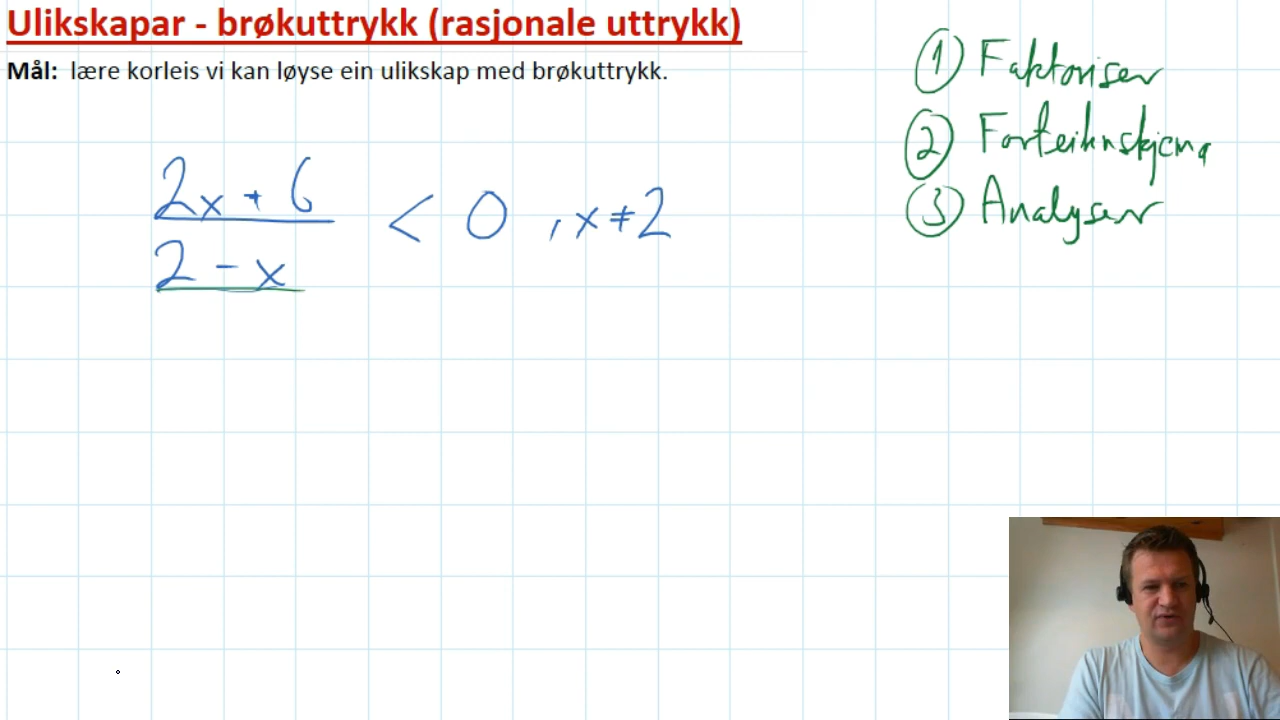 Ulikskapar - brøkuttrykk (rasjonale uttrykk)
Mål: lære korleis vi kan løyse ein ulikskap med brøkuttrykk.
① Faktoriser
② Forteiknskjema
③ Analyser
2x + 6
2 - x
< 0 , x ≠ 2